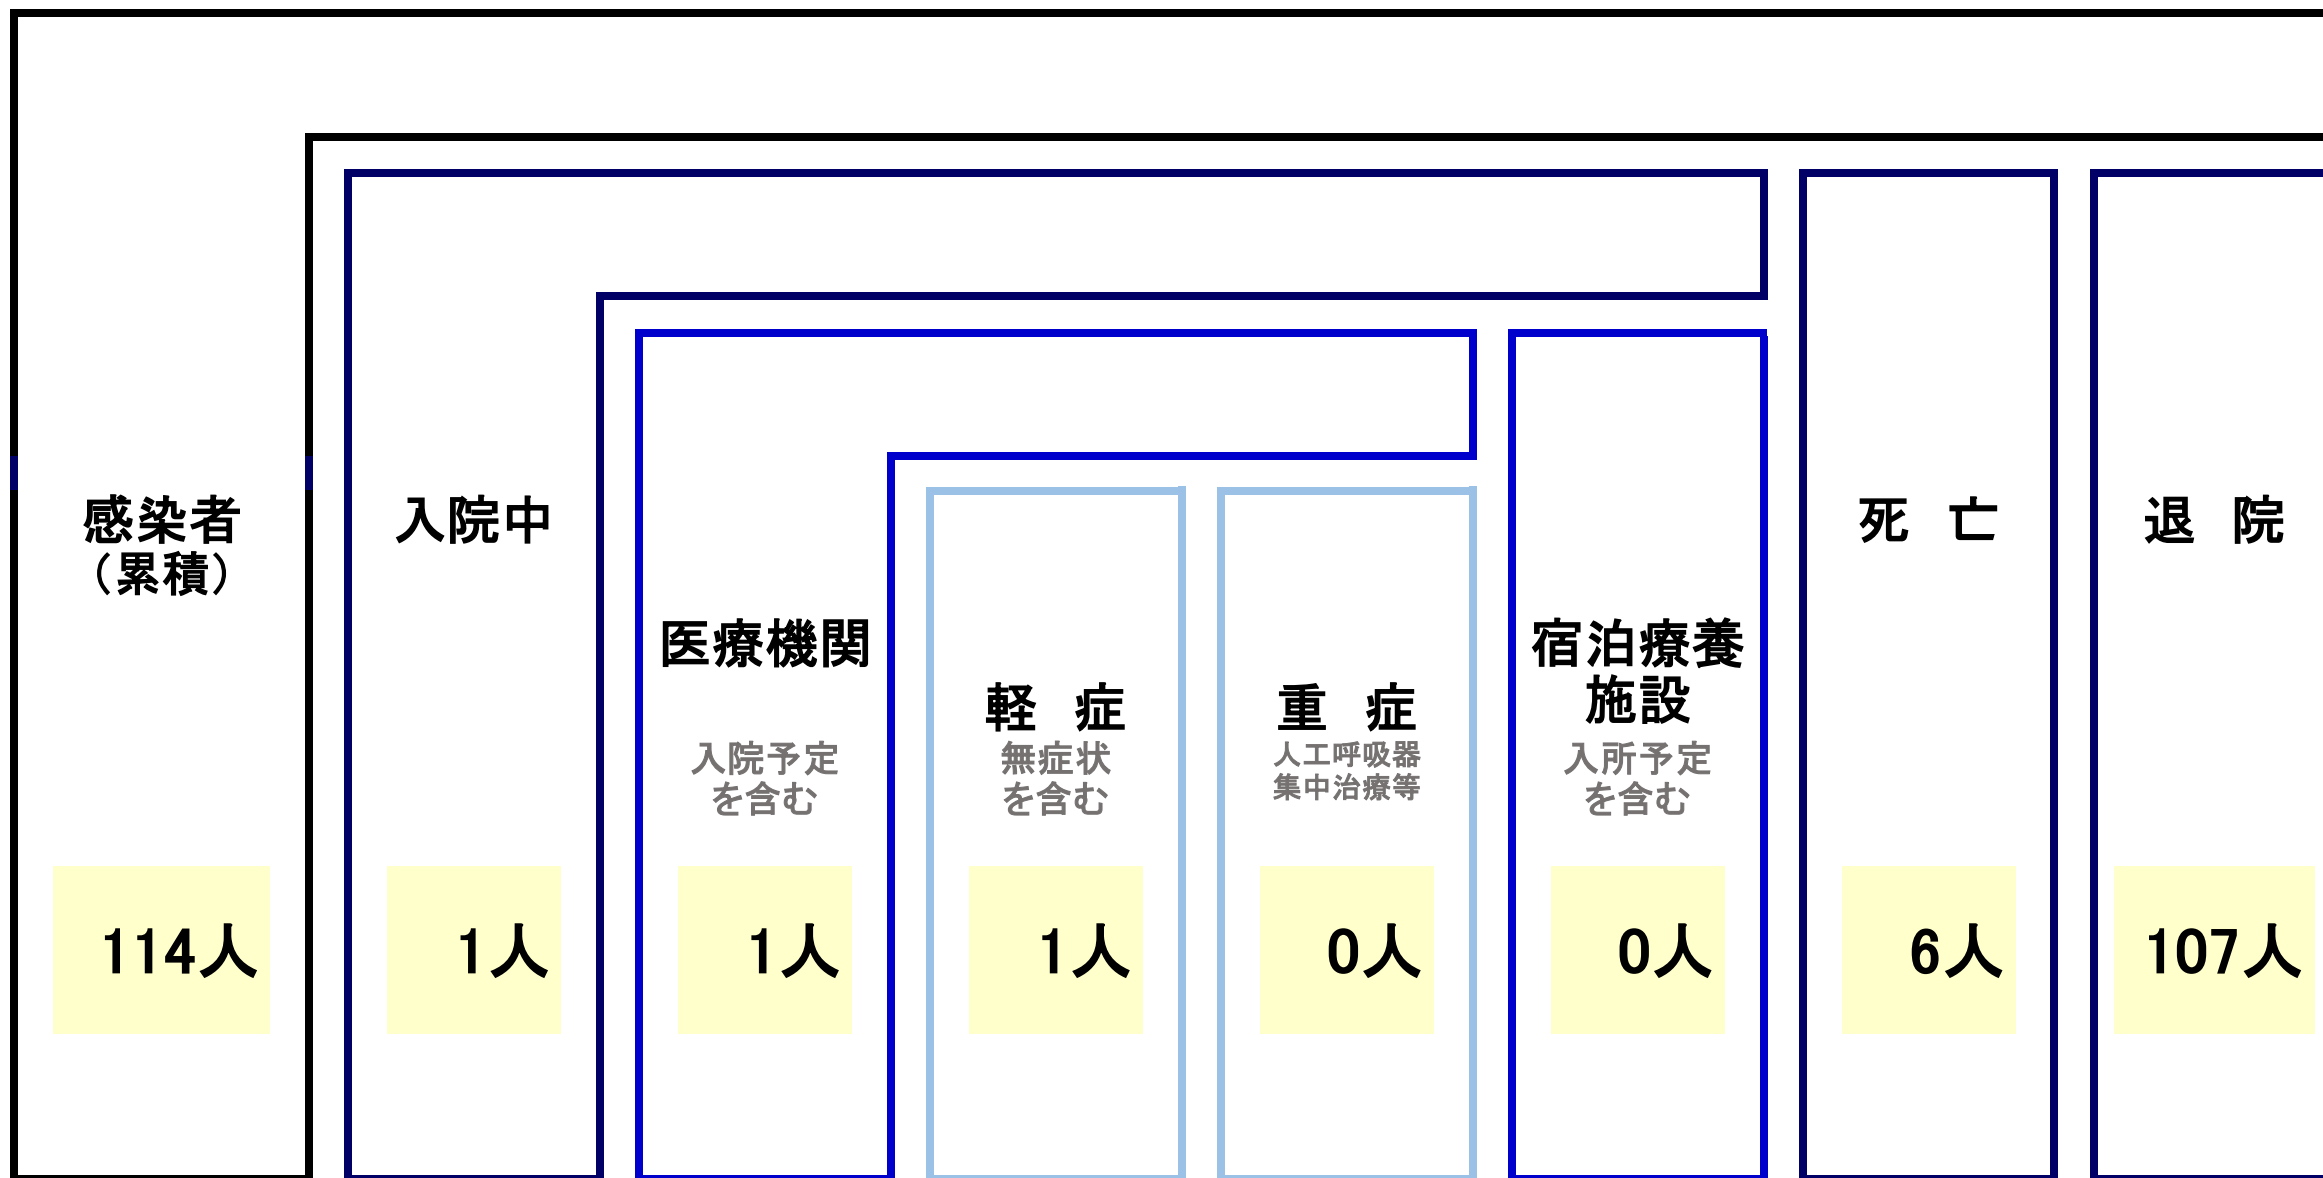 感染者
（累積）
114人
入院中
1人
医療機関
入院予定
を含む
1人
軽　症
無症状
を含む
1人
重　症
人工呼吸器
集中治療等
0人
宿泊療養
施設
入所予定
を含む
0人
死　亡
6人
退　院
107人